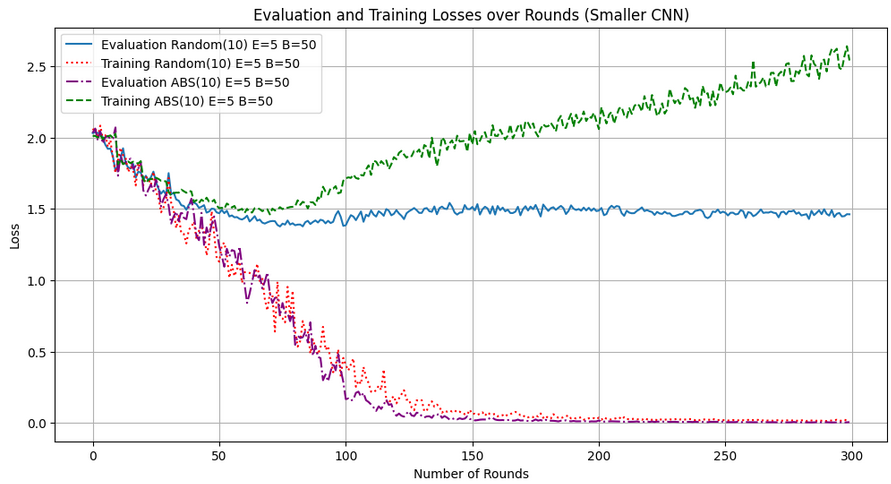 Evaluation and Training Losses over Rounds (Smaller CNN)
Evaluation Random(10) E=5 B=50
Training Random(10) E=5 B=50
Evaluation ABS(10) E=5 B=50
Training ABS(10) E=5 B=50
2.5
2.0
1.5
1.0
0.5
0.0
Loss
0 50 100 150 200 250 300
Number of Rounds